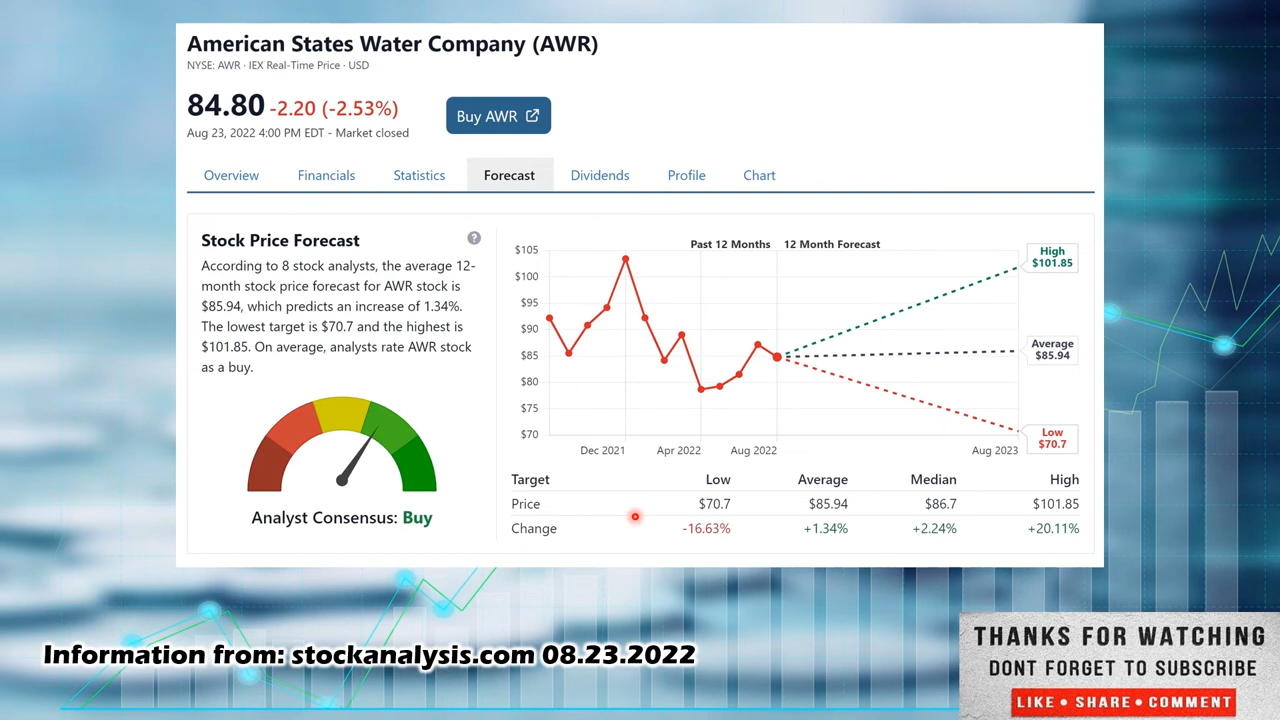 American States Water Company (AWR)
NYSE: AWR · IEX Real-Time Price · USD
84.80 -2.20 (-2.53%)
Buy AWR
Aug 23, 2022 4:00 PM EDT - Market closed
Overview Financials Statistics Forecast Dividends Profile Chart
Stock Price Forecast
?
According to 8 stock analysts, the average 12-
month stock price forecast for AWR stock is
$85.94, which predicts an increase of 1.34%.
The lowest target is $70.7 and the highest is
$101.85. On average, analysts rate AWR stock
as a buy.
Analyst Consensus: Buy
Past 12 Months 12 Month Forecast
$105
$100
$95
$90
$85
$80
$75
$70
High
$101.85
Average
$85.94
Low
$70.7
Dec 2021 Apr 2022 Aug 2022 Aug 2023
Target Low Average Median High
Price $70.7 $85.94 $86.7 $101.85
Change -16.63% +1.34% +2.24% +20.11%
Information from: stockanalysis.com 08.23.2022
THANKS FOR WATCHING
DONT FORGET TO SUBSCRIBE
LIKE • SHARE • COMMENT